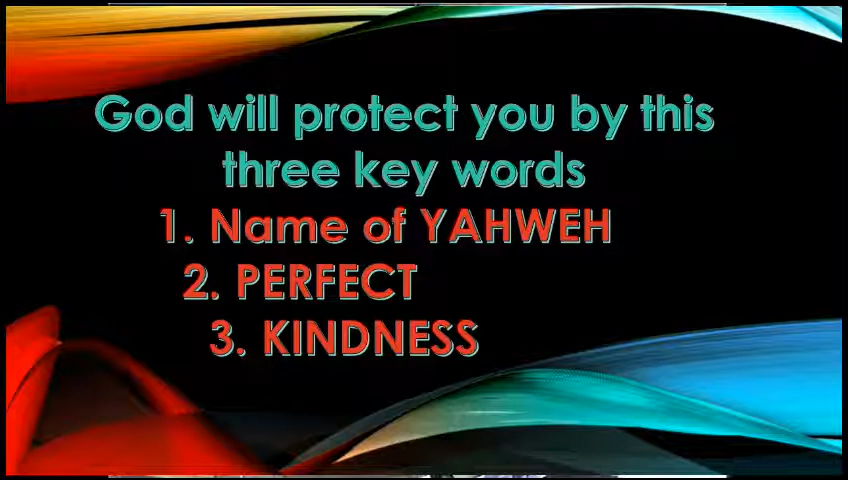 God will protect you by this
three key words
1. Name of YAHWEH
2. PERFECT
3. KINDNESS